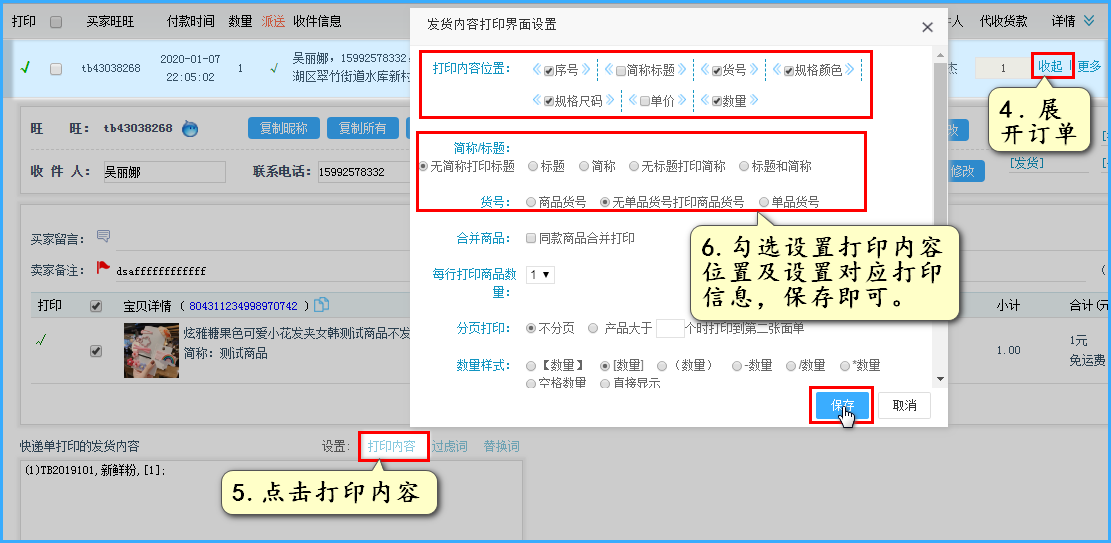 打印 买家旺旺 付款时间 数量 派送 收件信息 发货内容打印界面设置 件人 代收货款 详情
tb43038268 2020-01-07 22:05:02 1 吴丽娜，15992578332，
湖区翠竹街道水库新村 杰 1 收起 更多
打印内容位置： 序号 简称标题 货号 规格颜色
规格尺码 单价 数量
4. 展开订单
旺 旺： tb43038268 复制昵称 复制所有
收 件 人： 吴丽娜 联系电话： 15992578332 修改 [发货]
简称/标题：
无简称打印标题 标题 简称 无标题打印简称 标题和简称
货号： 商品货号 无单品货号打印商品货号 单品货号
合并商品： 同款商品合并打印
每行打印商品数量： 1
分页打印： 不分页 产品大于 个时打印到第二张面单
数量样式： 【数量】 [数量] （数量） -数量 /数量 *数量
空格数量 直接显示
保存 取消
6. 勾选设置打印内容
位置及设置对应打印
信息，保存即可。
买家留言：
卖家备注： dsaffffffffffff
打印 宝贝详情 ( 804311234998970742 ) 小计 合计(元
炫雅糖果色可爱小花发夹女韩测试商品不发
简称：测试商品 1.00 1元
免运费
快递单打印的发货内容 设置： 打印内容 过虑词 替换词
(1)TB2019101,新鲜粉,[1];
5. 点击打印内容